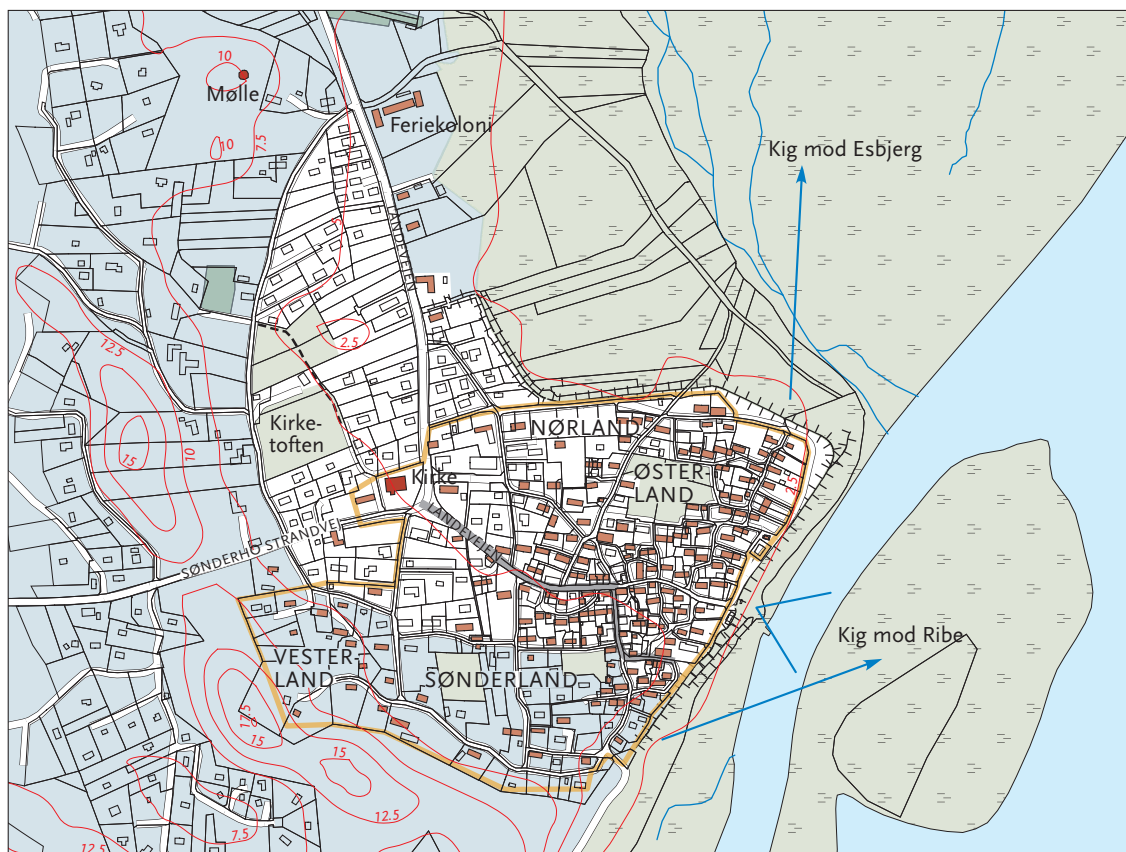 10
Mølle
10
7.5
Feriekoloni
Kig mod Esbjerg
LANDEVEJEN
12.5
2.5
15
10
Kirke-
toften
NØRLAND
ØSTER-
LAND
2.5
Kirke
LANDSVEJEN
SØNDERHO STRANDVEJ
Kig mod Ribe
VESTER-
LAND
SØNDERLAND
17.5
15
15
12.5
7.5
12.5